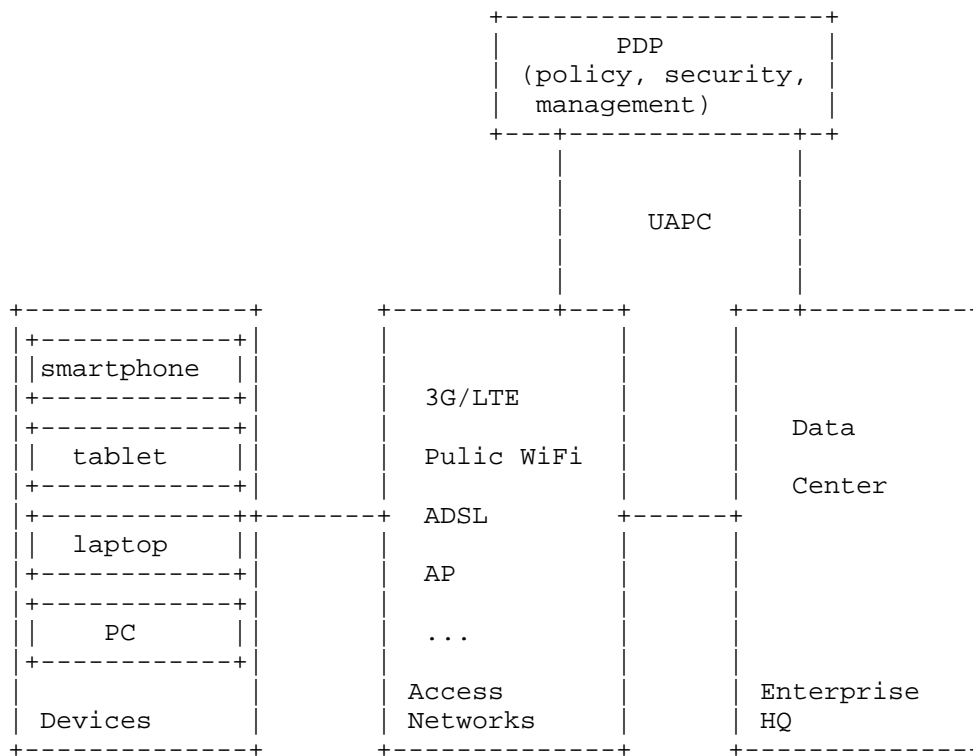 PDP
(policy, security,
management)
UAPC
smartphone
tablet
laptop
PC
Devices
3G/LTE
Pulic WiFi
ADSL
AP
...
Access
Networks
Data
Center
Enterprise
HQ